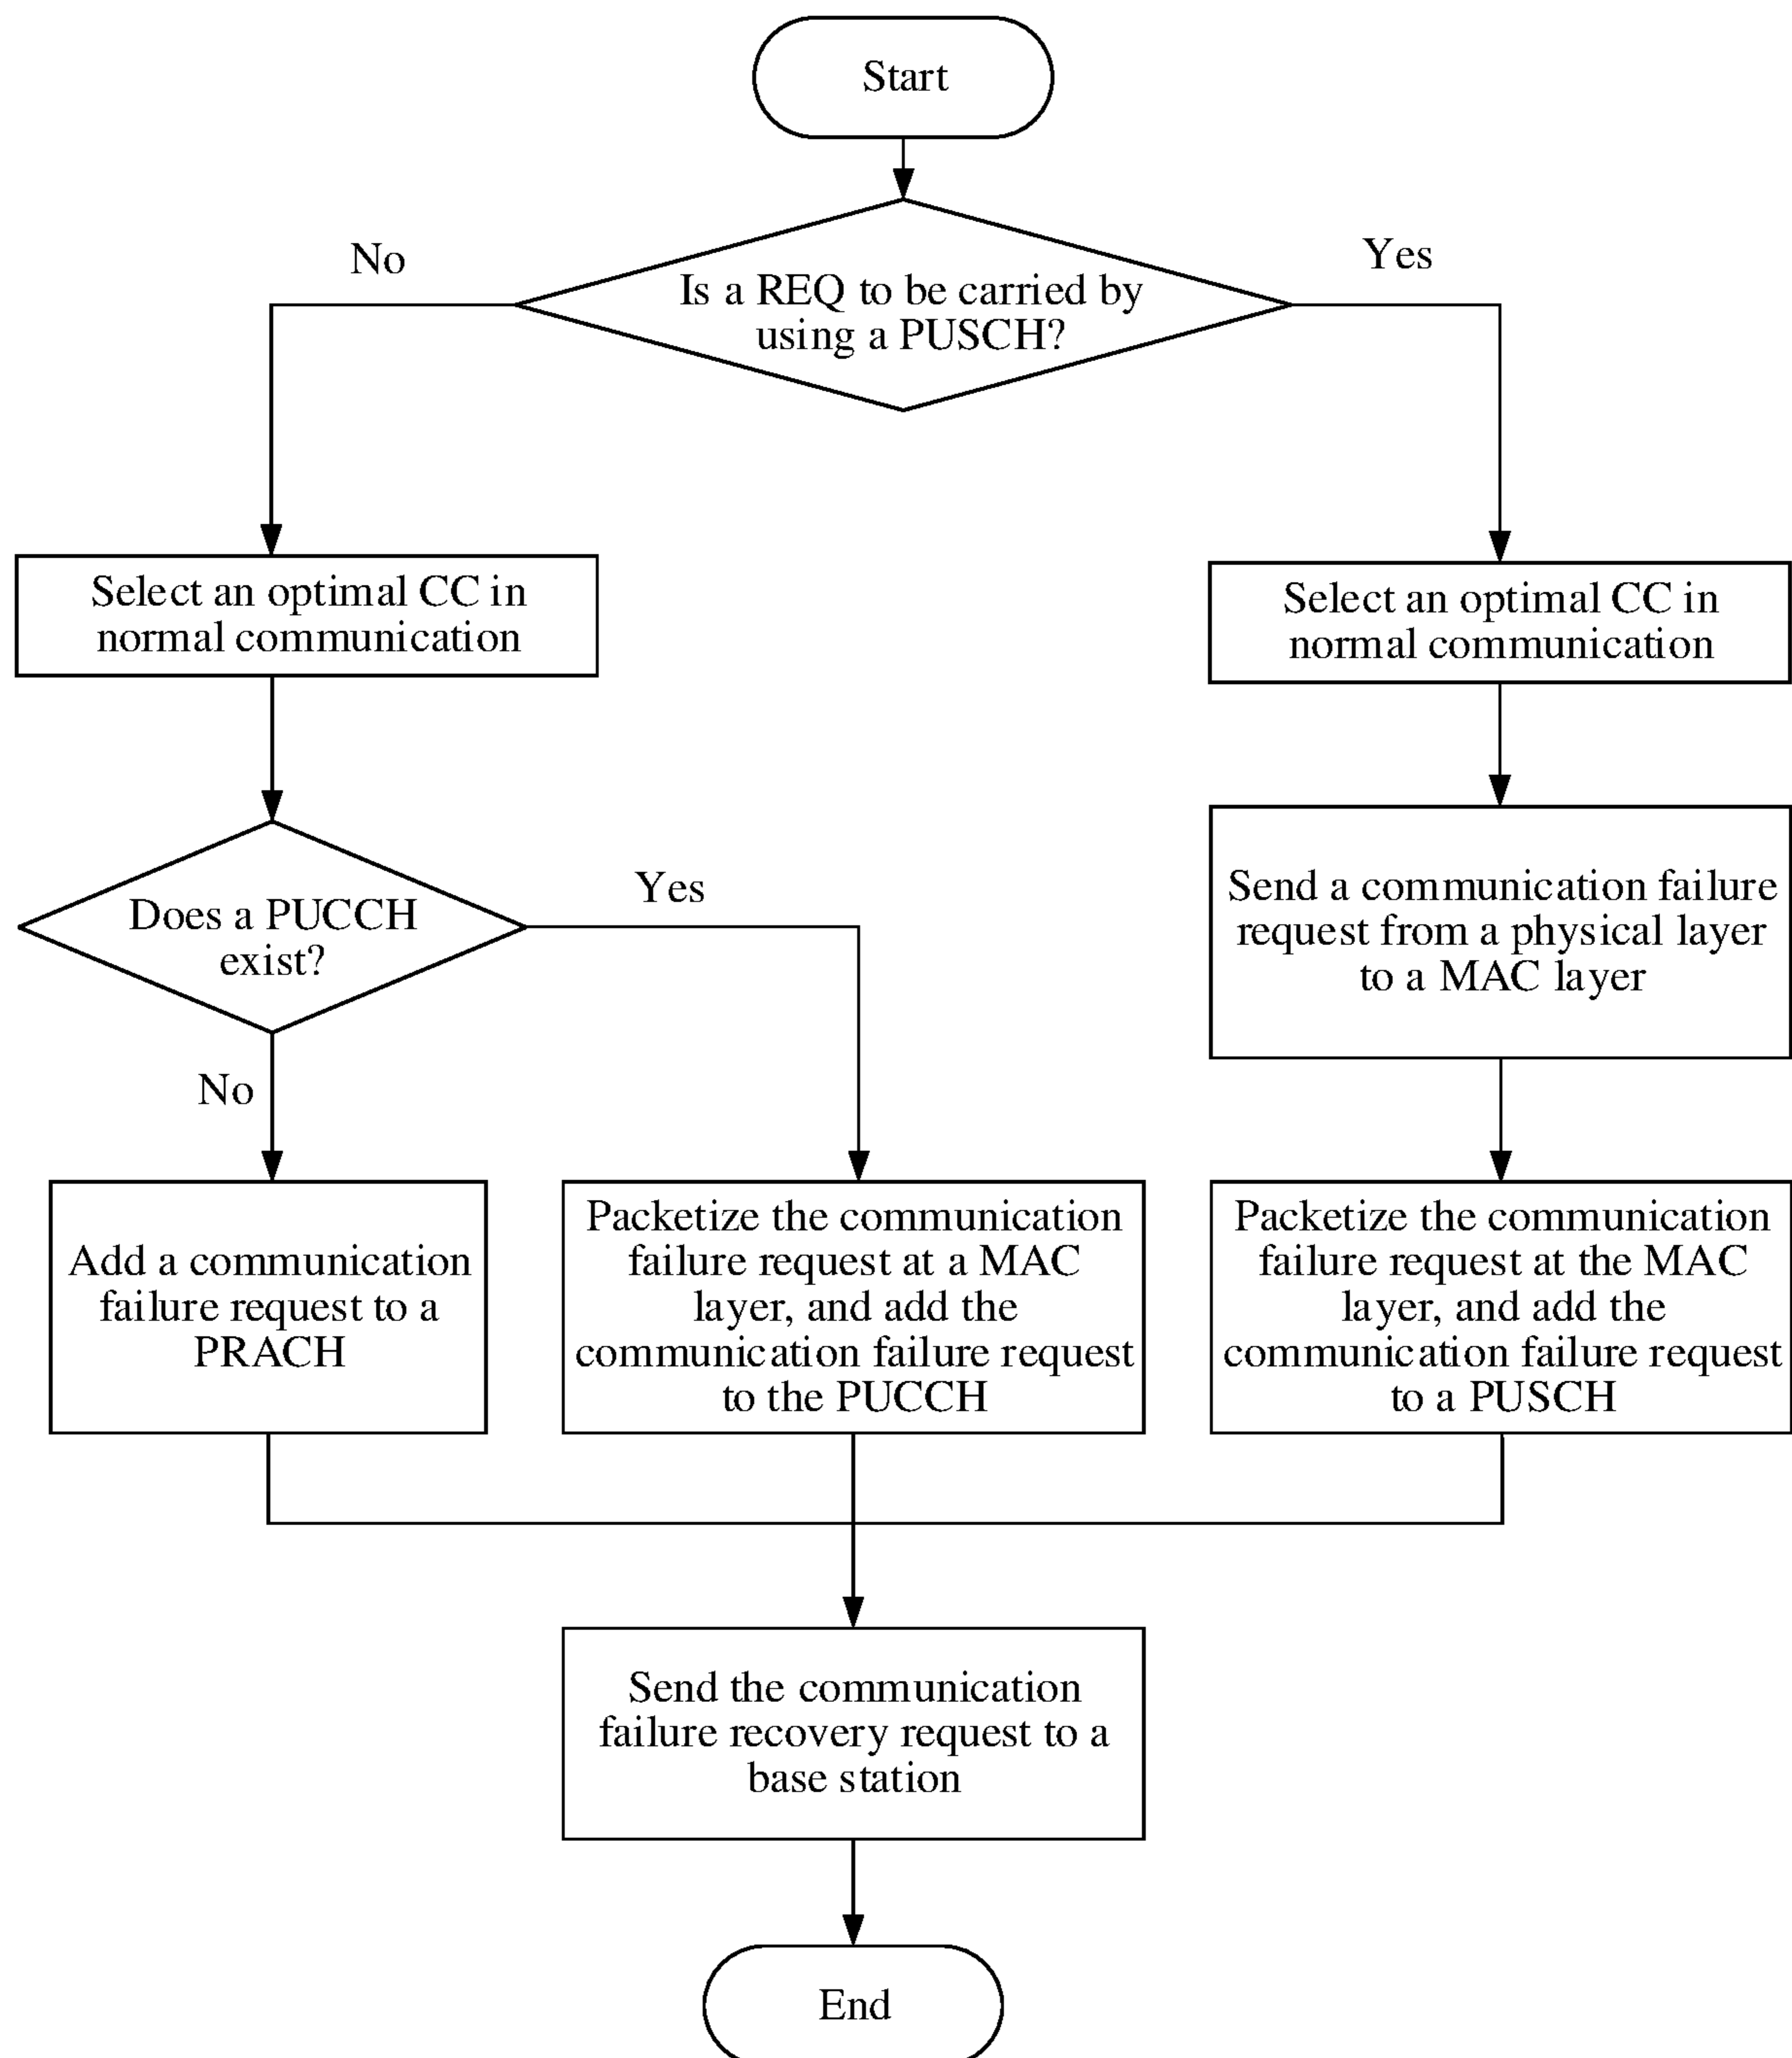 Start
No
Yes
Is a REQ to be carried by
using a PUSCH?
Select an optimal CC in
normal communication
Select an optimal CC in
normal communication
Does a PUCCH
exist?
Yes
Send a communication failure
request from a physical layer
to a MAC layer
No
Add a communication
failure request to a
PRACH
Packetize the communication
failure request at a MAC
layer, and add the
communication failure request
to the PUCCH
Packetize the communication
failure request at the MAC
layer, and add the
communication failure request
to a PUSCH
Send the communication
failure recovery request to a
base station
End